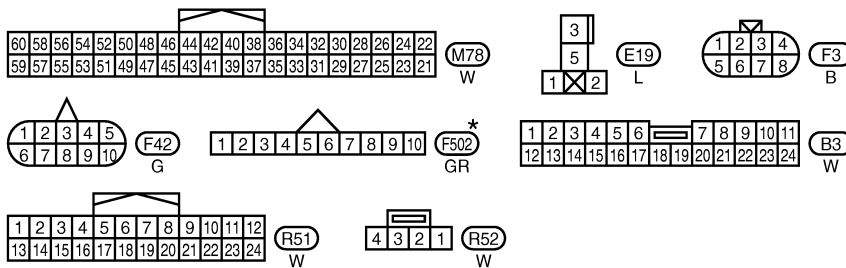 60 58 56 54 52 50 48 46 44 42 40 38 36 34 32 30 28 26 24 22
59 57 55 53 51 49 47 45 43 41 39 37 35 33 31 29 27 25 23 21
M78
W
3
5
1 2
E19
L
1 2 3 4
5 6 7 8
F3
B
1 2 3 4 5
6 7 8 9 10
F42
G
1 2 3 4 5 6 7 8 9 10
*
F502
GR
1 2 3 4 5 6 7 8 9 10 11
12 13 14 15 16 17 18 19 20 21 22 23 24
B3
W
1 2 3 4 5 6 7 8 9 10 11 12
13 14 15 16 17 18 19 20 21 22 23 24
R51
W
4 3 2 1
R52
W